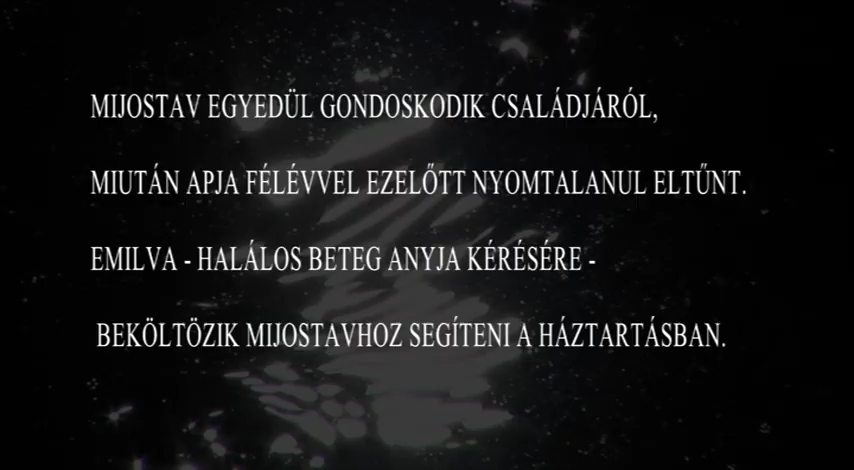 MIJOSTAV EGYEDÜL GONDOSKODIK CSALÁDJÁRÓL,
MIUTÁN APJA FÉLÉVVEL EZELŐTT NYOMTALANUL ELTŰNT.
EMILVA - HALÁLOS BETEG ANYJA KÉRÉSÉRE -
BEKÖLTÖZIK MIJOSTAVHOZ SEGÍTENI A HÁZTARTÁSBAN.